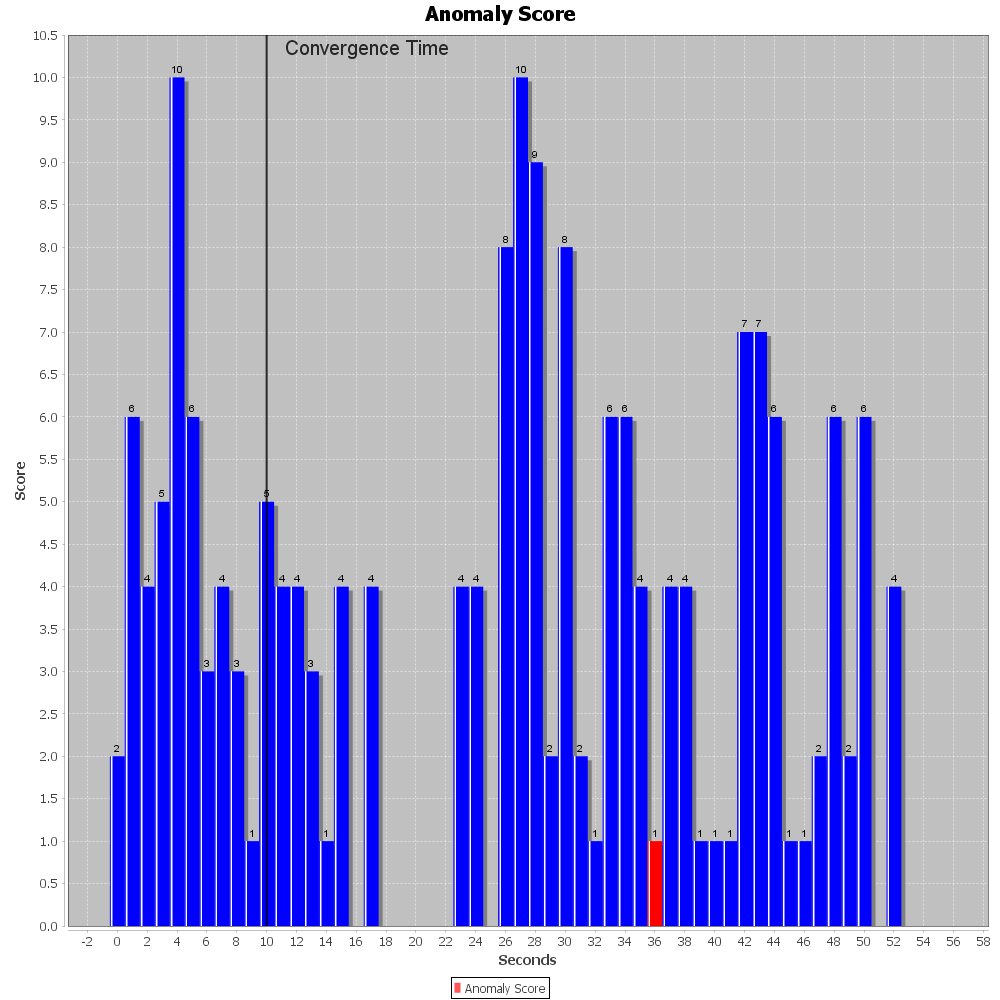 Anomaly Score
10.5
Convergence Time
10.0
10 10
9.5
9.0
9
8.5
8.0
8 8
7.5
7.0
7 7
6.5
6.0
6 6 6 6 6 6 6
5.5
5.0
5 5
4.5
4.0
4 4 4 4 4 4 4 4 4 4 4 4
3.5
3.0
3 3 3
2.5
2.0
2 2 2 2 2
1.5
1.0
1 1 1 1 1 1 1 1 1
0.5
0.0
Score
-2 0 2 4 6 8 10 12 14 16 18 20 22 24 26 28 30 32 34 36 38 40 42 44 46 48 50 52 54 56 58
Seconds
Anomaly Score